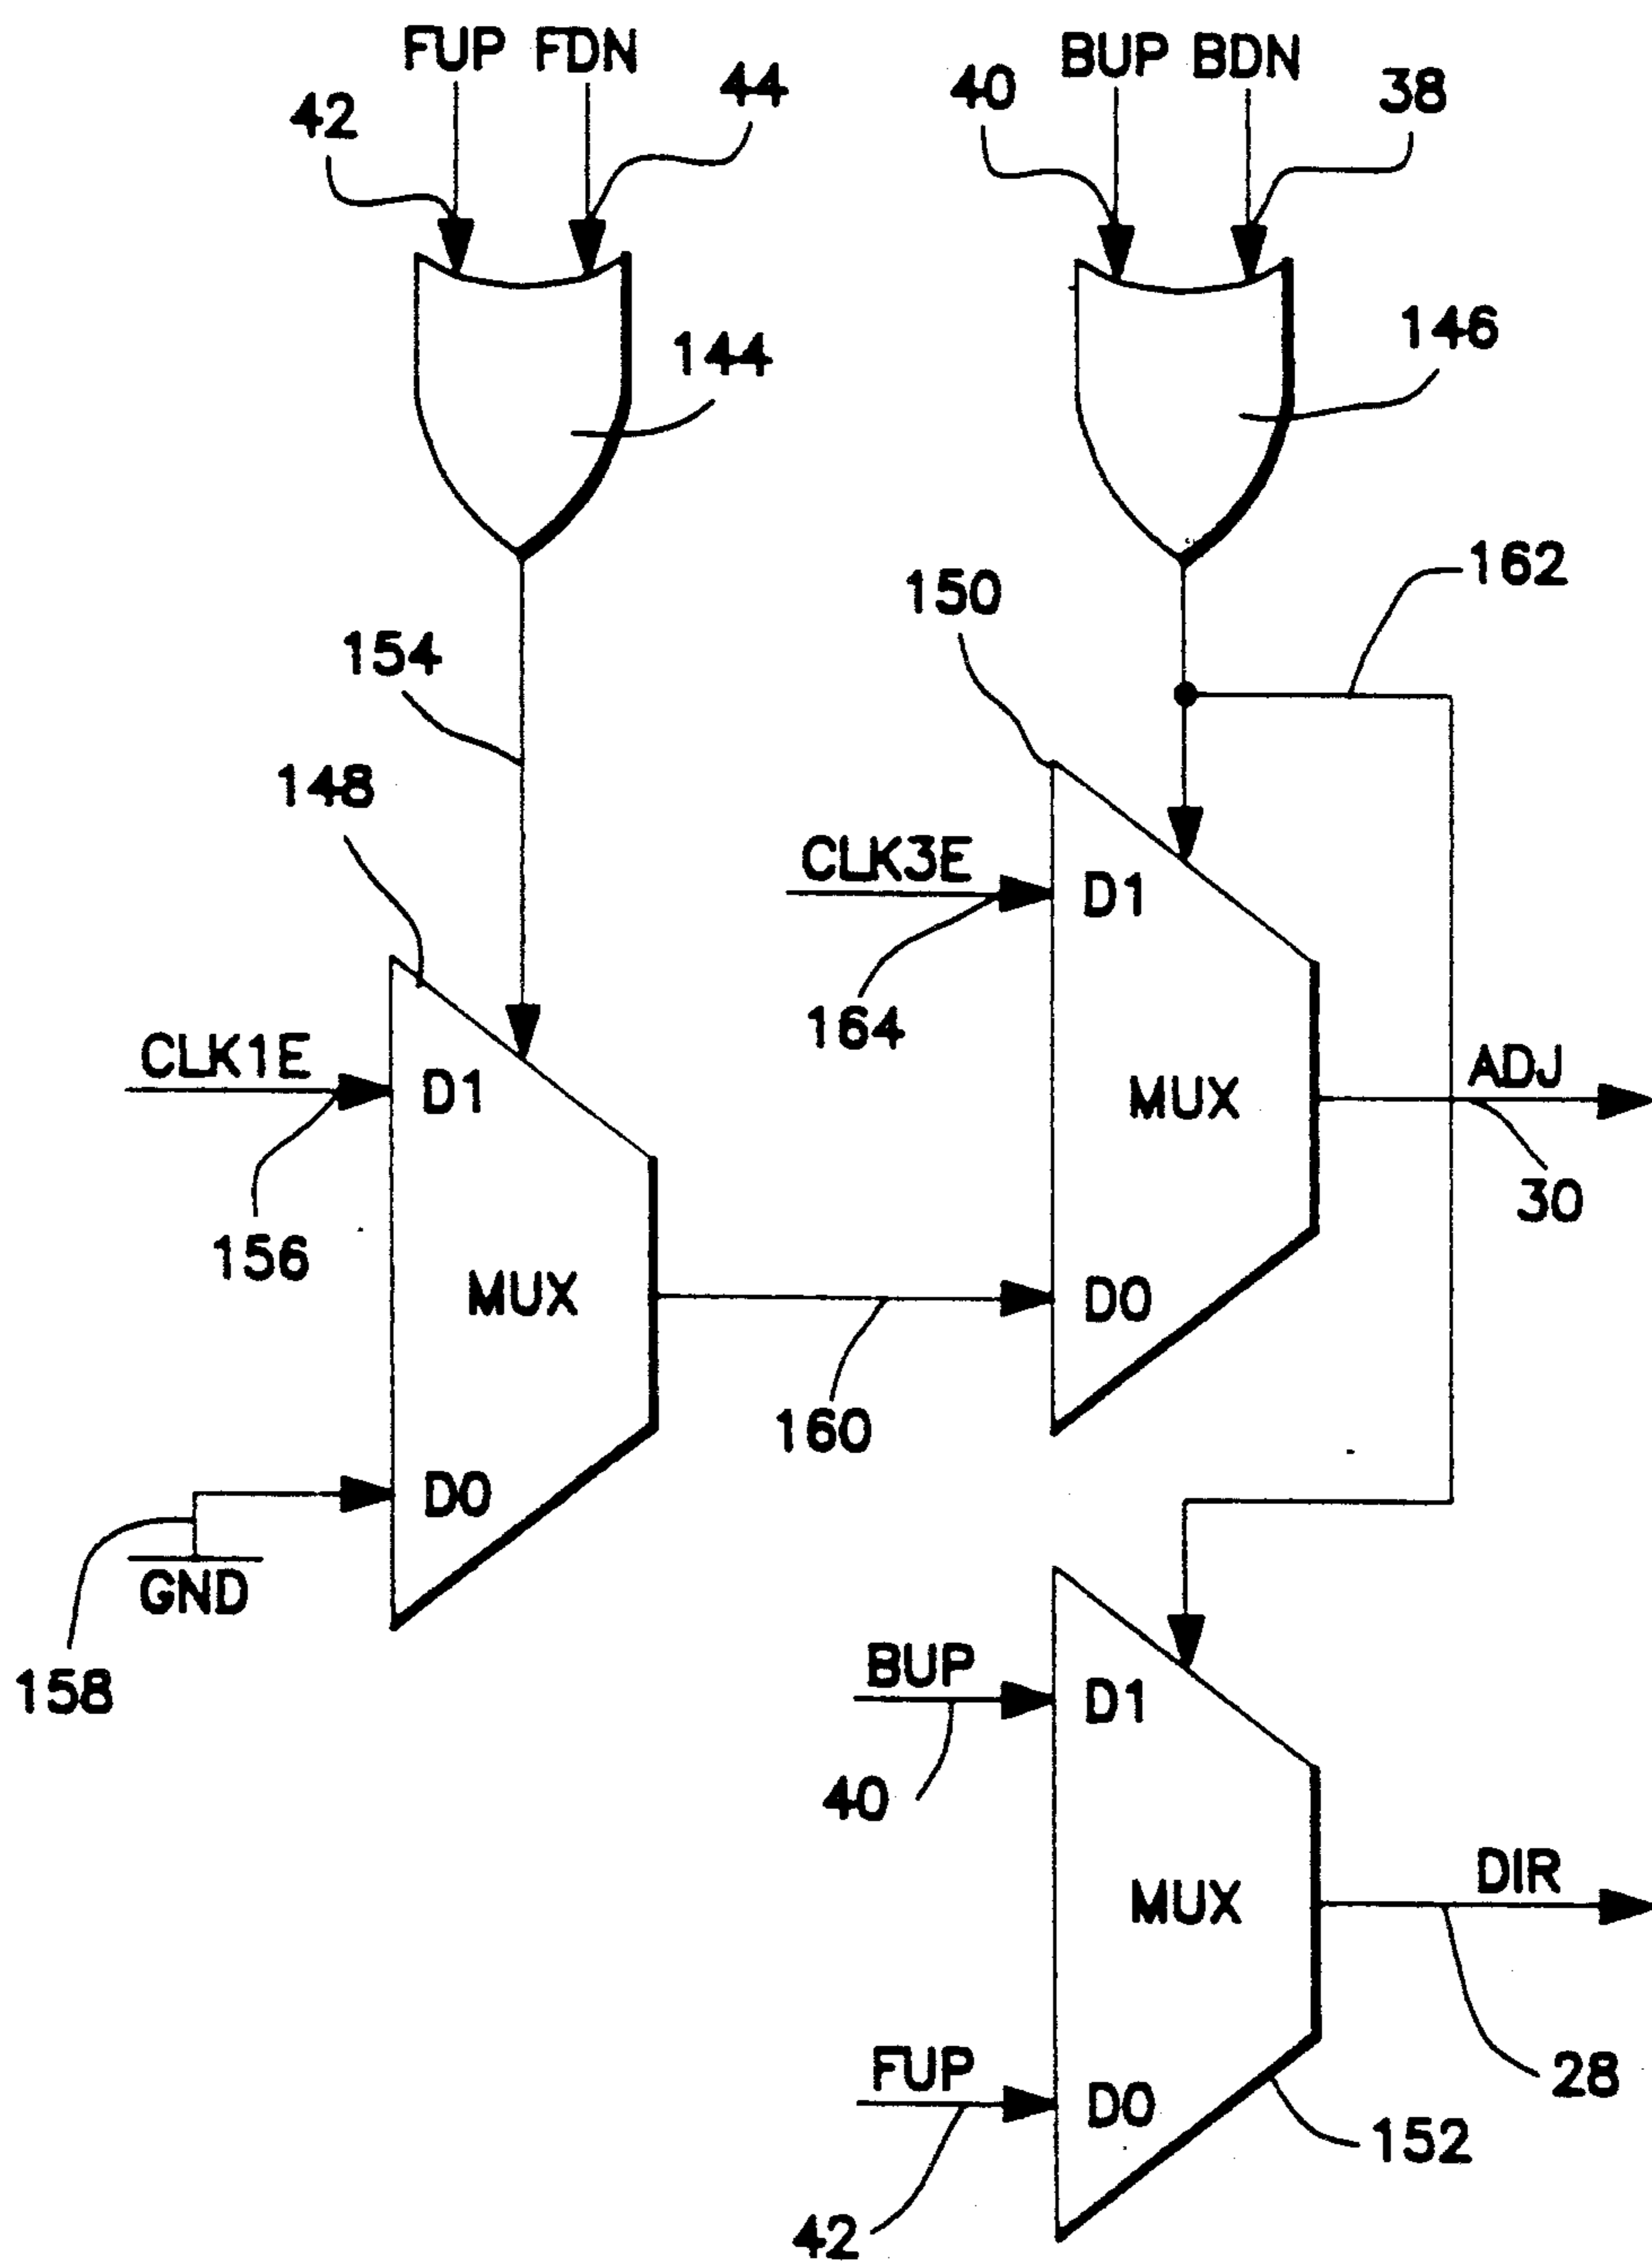 FUP FDN
BUP BDN
42
44
40
38
144
146
162
150
154
148
CLK3E
D1
164
CLK1E
D1
MUX
ADJ
156
30
MUX
D0
160
D0
GND
158
BUP
D1
40
MUX
DIR
FUP
D0
28
152
42